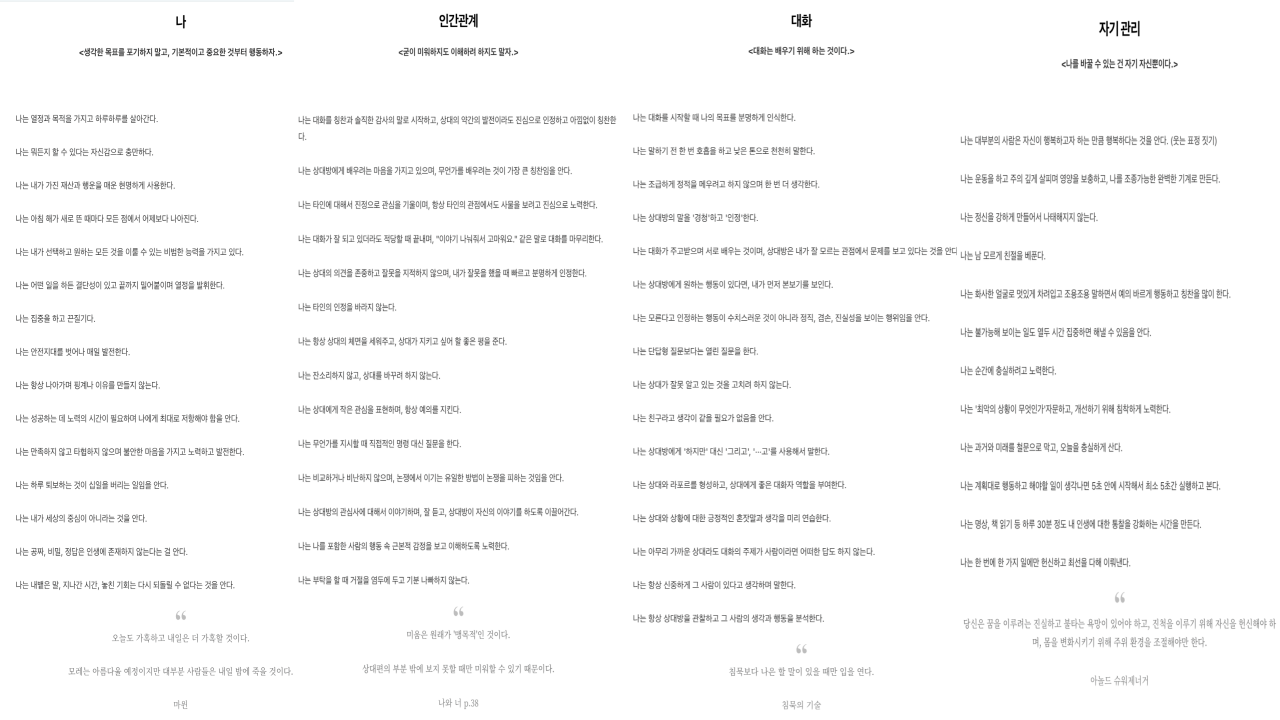 나
<생각한 목표를 포기하지 말고, 기본적이고 중요한 것부터 행동하자.>
나는 열정과 목적을 가지고 하루하루를 살아간다.
나는 뭐든지 할 수 있다는 자신감으로 충만하다.
나는 내가 가진 재산과 행운을 매운 현명하게 사용한다.
나는 아침 해가 새로 뜬 때마다 모든 점에서 어제보다 나아진다.
나는 내가 선택하고 원하는 모든 것을 이룰 수 있는 비범한 능력을 가지고 있다.
나는 어떤 일을 하든 결단성이 있고 끝까지 밀어붙이며 열정을 발휘한다.
나는 집중을 하고 끈질기다.
나는 안전지대를 벗어나 매일 발전한다.
나는 항상 나아가며 핑계나 이유를 만들지 않는다.
나는 성공하는 데 노력의 시간이 필요하며 나에게 최대로 저항해야 함을 안다.
나는 만족하지 않고 타협하지 않으며 불안한 마음을 가지고 노력하고 발전한다.
나는 하루 퇴보하는 것이 십일을 버리는 일임을 안다.
나는 내가 세상의 중심이 아니라는 것을 안다.
나는 공짜, 비밀, 정답은 인생에 존재하지 않는다는 걸 안다.
나는 내뱉은 말, 지나간 시간, 놓친 기회는 다시 되돌릴 수 없다는 것을 안다.
“
오늘도 가혹하고 내일은 더 가혹할 것이다.
모레는 아름다울 예정이지만 대부분 사람들은 내일 밤에 죽을 것이다.
마윈
인간관계
<굳이 미워하지도 이해하려 하지도 말자.>
나는 대화를 칭찬과 솔직한 감사의 말로 시작하고, 상대의 약간의 발전이라도 진심으로 인정하고 아낌없이 칭찬한
다.
나는 상대방에게 배우려는 마음을 가지고 있으며, 무언가를 배우려는 것이 가장 큰 칭찬임을 안다.
나는 타인에 대해서 진정으로 관심을 기울이며, 항상 타인의 관점에서도 사물을 보려고 진심으로 노력한다.
나는 대화가 잘 되고 있더라도 적당할 때 끝내며, "이야기 나눠줘서 고마워요." 같은 말로 대화를 마무리한다.
나는 상대의 의견을 존중하고 잘못을 지적하지 않으며, 내가 잘못을 했을 때 빠르고 분명하게 인정한다.
나는 타인의 인정을 바라지 않는다.
나는 항상 상대의 체면을 세워주고, 상대가 지키고 싶어 할 좋은 평을 준다.
나는 잔소리하지 않고, 상대를 바꾸려 하지 않는다.
나는 상대에게 작은 관심을 표현하며, 항상 예의를 지킨다.
나는 무언가를 지시할 때 직접적인 명령 대신 질문을 한다.
나는 비교하거나 비난하지 않으며, 논쟁에서 이기는 유일한 방법이 논쟁을 피하는 것임을 안다.
나는 상대방의 관심사에 대해서 이야기하며, 잘 듣고, 상대방이 자신의 이야기를 하도록 이끌어간다.
나는 나를 포함한 사람의 행동 속 근본적 감정을 보고 이해하도록 노력한다.
나는 부탁을 할 때 거절을 염두에 두고 기분 나빠하지 않는다.
“
미움은 원래가 '맹목적'인 것이다.
상대편의 부분 밖에 보지 못할 때만 미워할 수 있기 때문이다.
나와 너 p.38
대화
<대화는 배우기 위해 하는 것이다.>
나는 대화를 시작할 때 나의 목표를 분명하게 인식한다.
나는 말하기 전 한 번 호흡을 하고 낮은 톤으로 천천히 말한다.
나는 조급하게 정적을 메우려고 하지 않으며 한 번 더 생각한다.
나는 상대방의 말을 '경청'하고 '인정'한다.
나는 대화가 주고받으며 서로 배우는 것이며, 상대방은 내가 잘 모르는 관점에서 문제를 보고 있다는 것을 안다
나는 상대방에게 원하는 행동이 있다면, 내가 먼저 본보기를 보인다.
나는 모른다고 인정하는 행동이 수치스러운 것이 아니라 정직, 겸손, 진실성을 보이는 행위임을 안다.
나는 단답형 질문보다는 열린 질문을 한다.
나는 상대가 잘못 알고 있는 것을 고치려 하지 않는다.
나는 친구라고 생각이 같을 필요가 없음을 안다.
나는 상대방에게 '하지만' 대신 '그리고', '…고'를 사용해서 말한다.
나는 상대와 라포르를 형성하고, 상대에게 좋은 대화자 역할을 부여한다.
나는 상대와 상황에 대한 긍정적인 혼잣말과 생각을 미리 연습한다.
나는 아무리 가까운 상대라도 대화의 주제가 사람이라면 어떠한 답도 하지 않는다.
나는 항상 신중하게 그 사람이 있다고 생각하며 말한다.
나는 항상 상대방을 관찰하고 그 사람의 생각과 행동을 분석한다.
“
침묵보다 나은 할 말이 있을 때만 입을 연다.
침묵의 기술
자기 관리
<나를 바꿀 수 있는 건 자기 자신뿐이다.>
나는 대부분의 사람은 자신이 행복하고자 하는 만큼 행복하다는 것을 안다. (웃는 표정 짓기)
나는 운동을 하고 주의 깊게 살피며 영양을 보충하고, 나를 조종가능한 완벽한 기계로 만든다.
나는 정신을 강하게 만들어서 나태해지지 않는다.
나는 남 모르게 친절을 베푼다.
나는 화사한 얼굴로 멋있게 차려입고 조용조용 말하면서 예의 바르게 행동하고 칭찬을 많이 한다.
나는 불가능해 보이는 일도 열두 시간 집중하면 해낼 수 있음을 안다.
나는 순간에 충실하려고 노력한다.
나는 '최악의 상황이 무엇인가'자문하고, 개선하기 위해 침착하게 노력한다.
나는 과거와 미래를 철문으로 막고, 오늘을 충실하게 산다.
나는 계획대로 행동하고 해야할 일이 생각나면 5초 안에 시작해서 최소 5초간 실행하고 본다.
나는 명상, 책 읽기 등 하루 30분 정도 내 인생에 대한 통찰을 강화하는 시간을 만든다.
나는 한 번에 한 가지 일에만 헌신하고 최선을 다해 이뤄낸다.
“
당신은 꿈을 이루려는 진실하고 불타는 욕망이 있어야 하고, 진척을 이루기 위해 자신을 헌신해야 하
며, 몸을 변화시키기 위해 주위 환경을 조절해야만 한다.
아놀드 슈워제너거